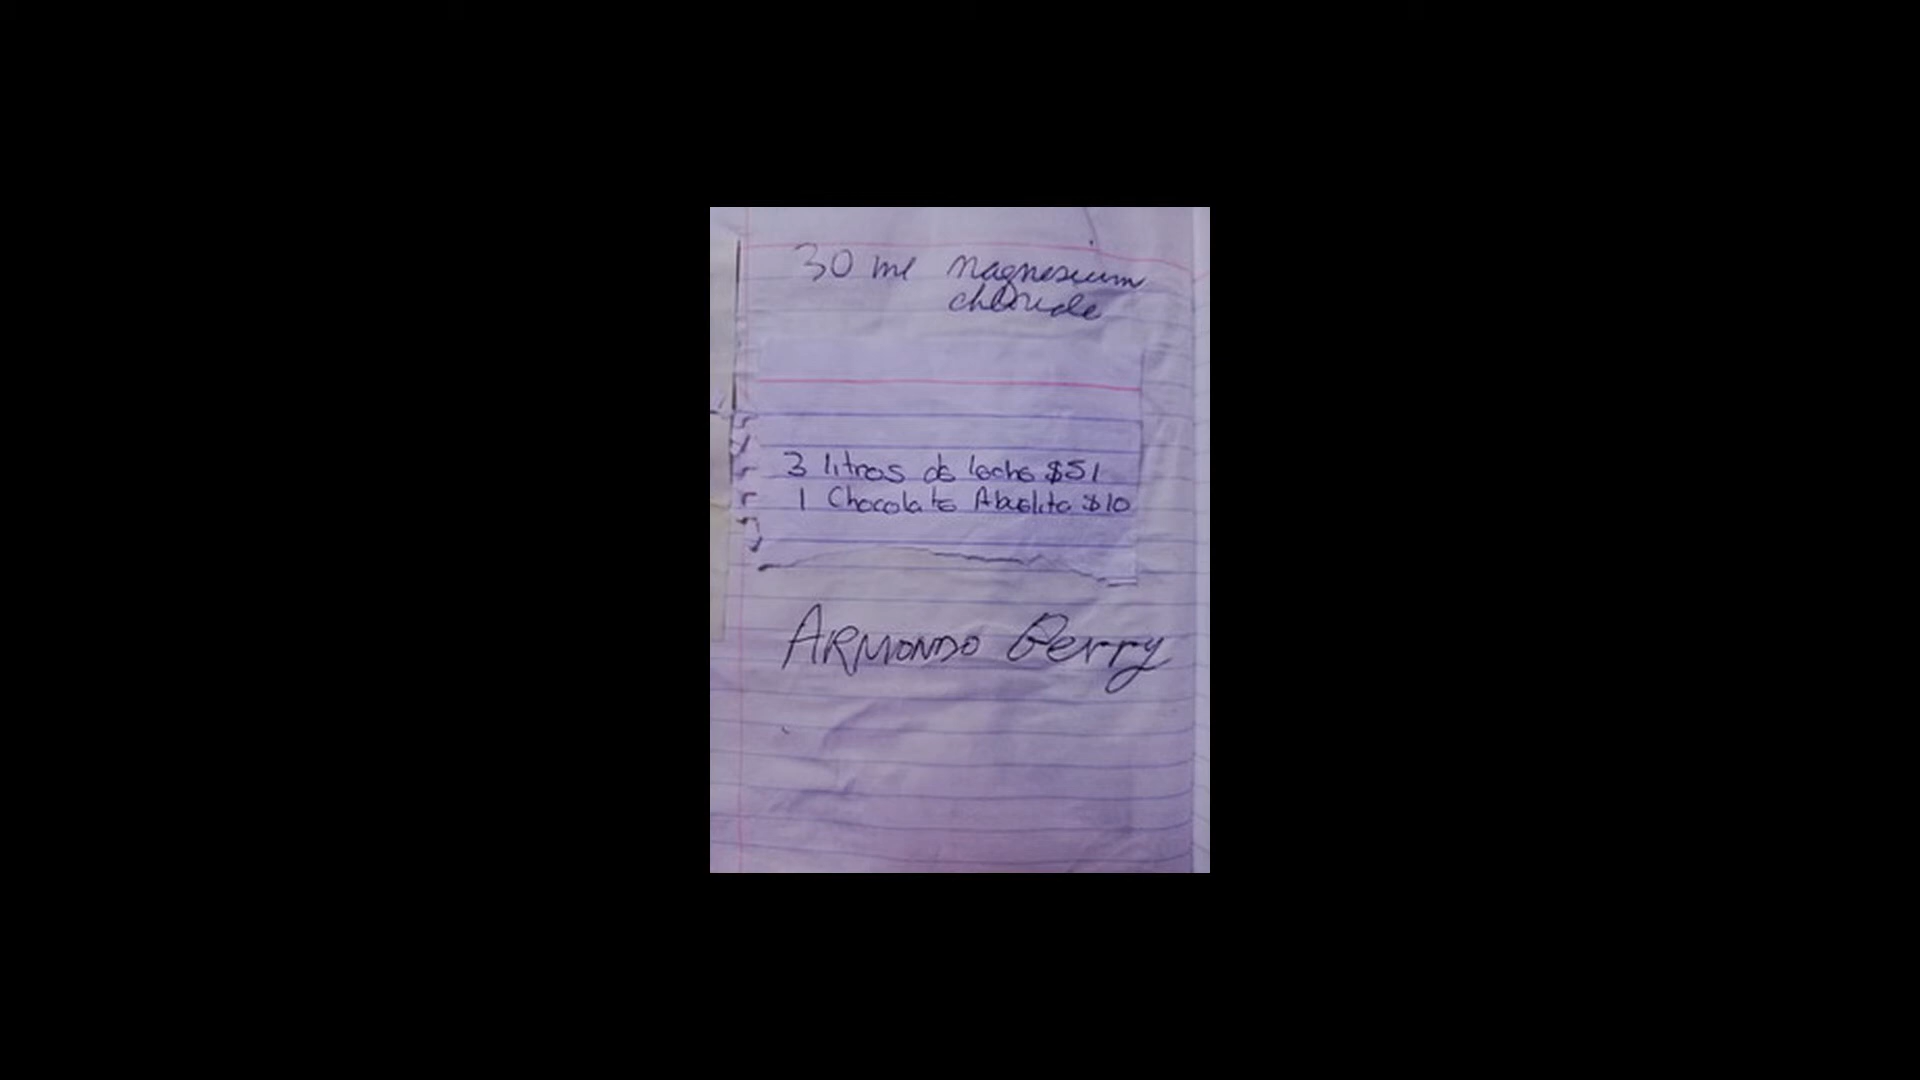 30 ml magnesium
chloride
3 litros de leche $51
1 Chocolate Abuelita $10
ARMONDO Perry